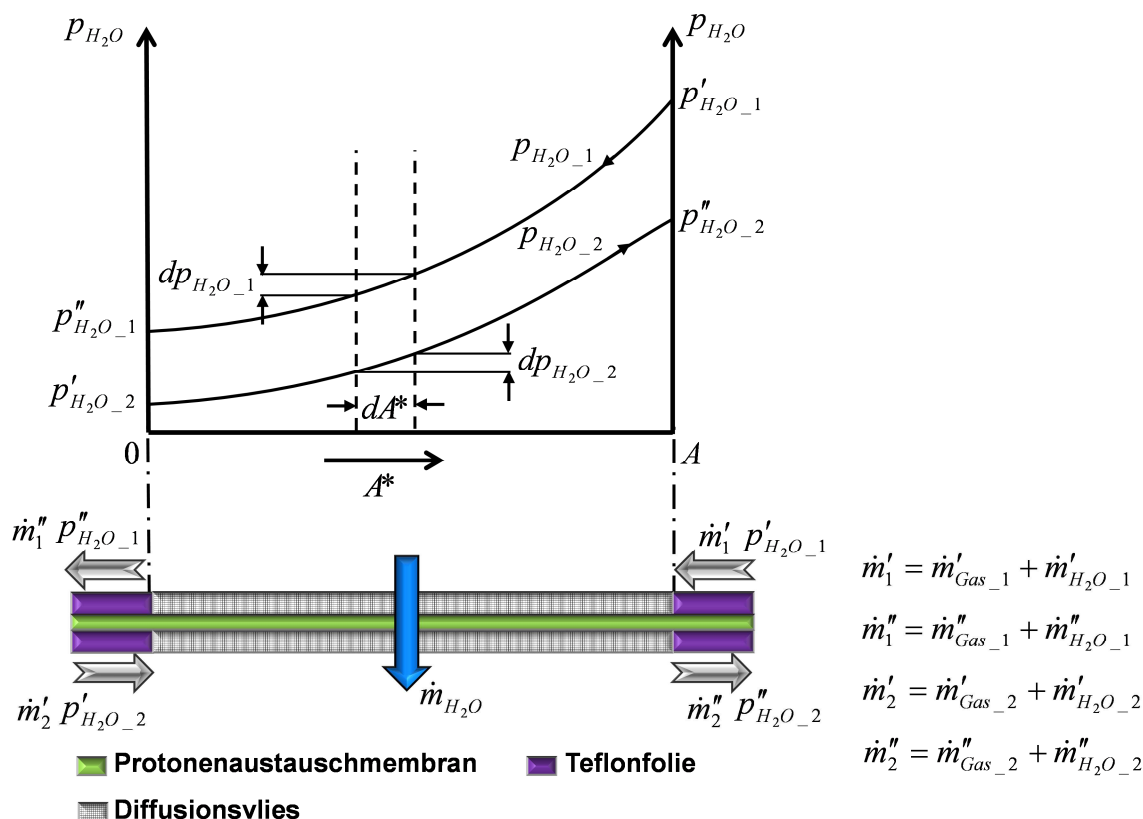 p_{H_2O}
p_{H_2O}
p'_{H_2O_1}
p_{H_2O_1}
p''_{H_2O_2}
p_{H_2O_2}
dp_{H_2O_1}
p''_{H_2O_1}
dp_{H_2O_2}
p'_{H_2O_2}
dA*
0
A
A*
ṁ''_1 p''_{H_2O_1}
ṁ'_1 p'_{H_2O_1}
ṁ'_1 = ṁ'_{Gas_1} + ṁ'_{H_2O_1}
ṁ''_1 = ṁ''_{Gas_1} + ṁ''_{H_2O_1}
ṁ'_2 = ṁ'_{Gas_2} + ṁ'_{H_2O_2}
ṁ''_2 = ṁ''_{Gas_2} + ṁ''_{H_2O_2}
ṁ'_2 p'_{H_2O_2}
ṁ_{H_2O}
ṁ''_2 p''_{H_2O_2}
Protonenaustauschmembran
Teflonfolie
Diffusionsvlies